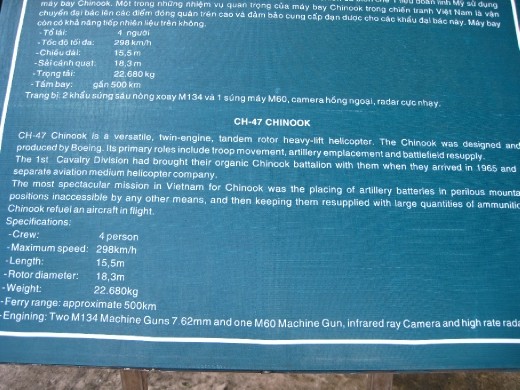 máy bay Chinook. Một trong những nhiệm vụ quan trọng của máy bay Chinook trong chiến tranh Việt Nam là vận
chuyển đại bác lên các điểm đóng quân trên cao và đảm bảo cung cấp đạn dược cho các khẩu đại bác này. Máy bay
còn có khả năng tiếp nhiên liệu trên không.
-Tổ lái: 4 người
-Tốc độ tối đa: 298 km/h
-Chiều dài: 15,5 m
-Sải cánh quạt: 18,3 m
-Trọng tải: 22.680 kg
-Tầm bay: gần 500 km
Trang bị: 2 khẩu súng sáu nòng xoay M134 và 1 súng máy M60, camera hồng ngoại, radar cực nhạy.
CH-47 CHINOOK
CH-47 Chinook is a versatile, twin-engine, tandem rotor heavy-lift helicopter. The Chinook was designed and
produced by Boeing. Its primary roles include troop movement, artillery emplacement and battlefield resupply.
The 1st Cavalry Division had brought their organic Chinook battalion with them when they arrived in 1965 and
separate aviation medium helicopter company.
The most spectacular mission in Vietnam for Chinook was the placing of artillery batteries in perilous mounta
positions inaccessible by any other means, and then keeping them resupplied with large quantities of ammunitio
Chinook refuel an aircraft in flight.
Specifications:
-Crew: 4 person
-Maximum speed: 298km/h
-Length: 15,5m
-Rotor diameter: 18,3m
-Weight: 22.680kg
-Ferry range: approximate 500km
-Engining: Two M134 Machine Guns 7.62mm and one M60 Machine Gun, infrared ray Camera and high rate rada